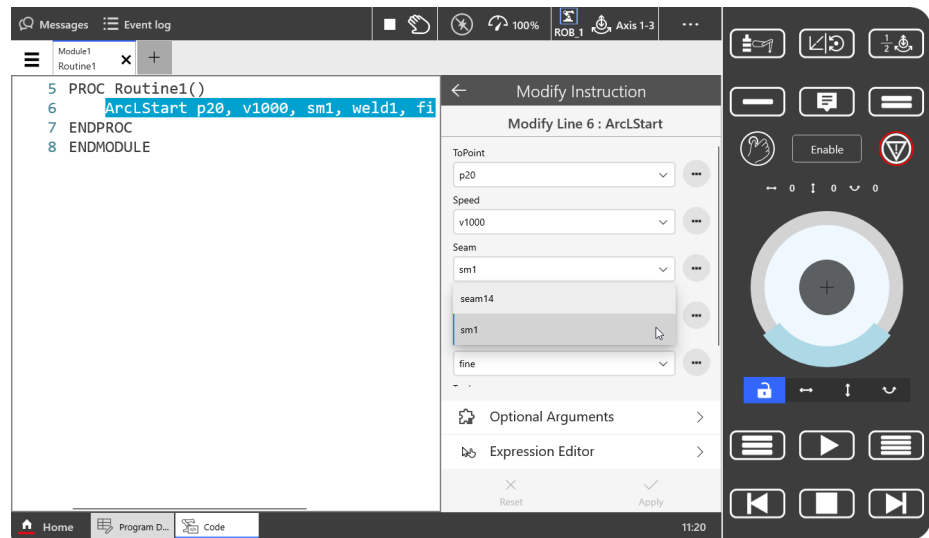 Messages Event log
100% ROB_1 Axis 1-3 ...
Module1
Routine1
5 PROC Routine1()
6 ArcLStart p20, v1000, sm1, weld1, fi
7 ENDPROC
8 ENDMODULE
Modify Instruction
Modify Line 6 : ArcLStart
ToPoint
p20
Speed
v1000
Seam
sm1
seam14
sm1
fine
Optional Arguments
Expression Editor
Reset Apply
Home Program D... Code 11:20
1
2
Enable
0 0 0